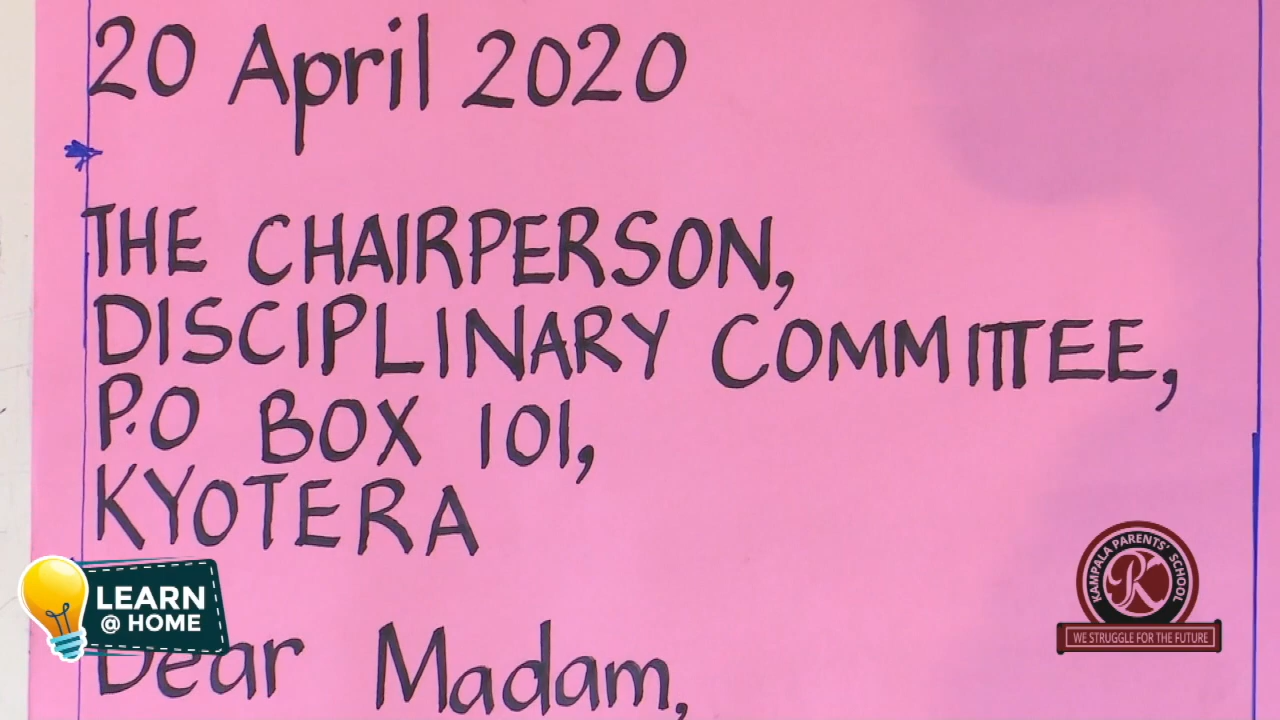 20 April 2020
THE CHAIRPERSON,
DISCIPLINARY COMMITTEE,
P.O BOX 101,
KYOTERA
Dear Madam,
LEARN
@ HOME
KAMPALA PARENTS' SCHOOL
K
WE STRUGGLE FOR THE FUTURE